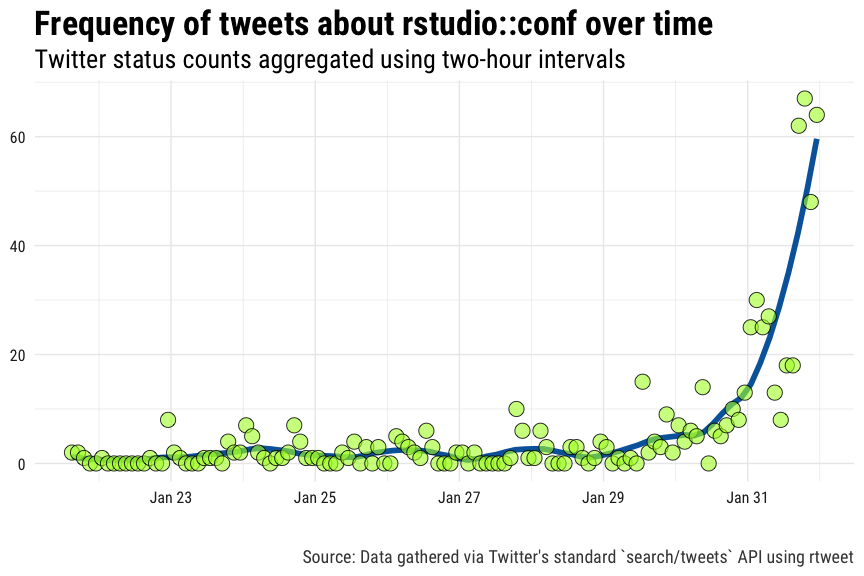 Frequency of tweets about rstudio::conf over time
Twitter status counts aggregated using two-hour intervals
60
40
20
0
Jan 23 Jan 25 Jan 27 Jan 29 Jan 31
Source: Data gathered via Twitter's standard `search/tweets` API using rtweet